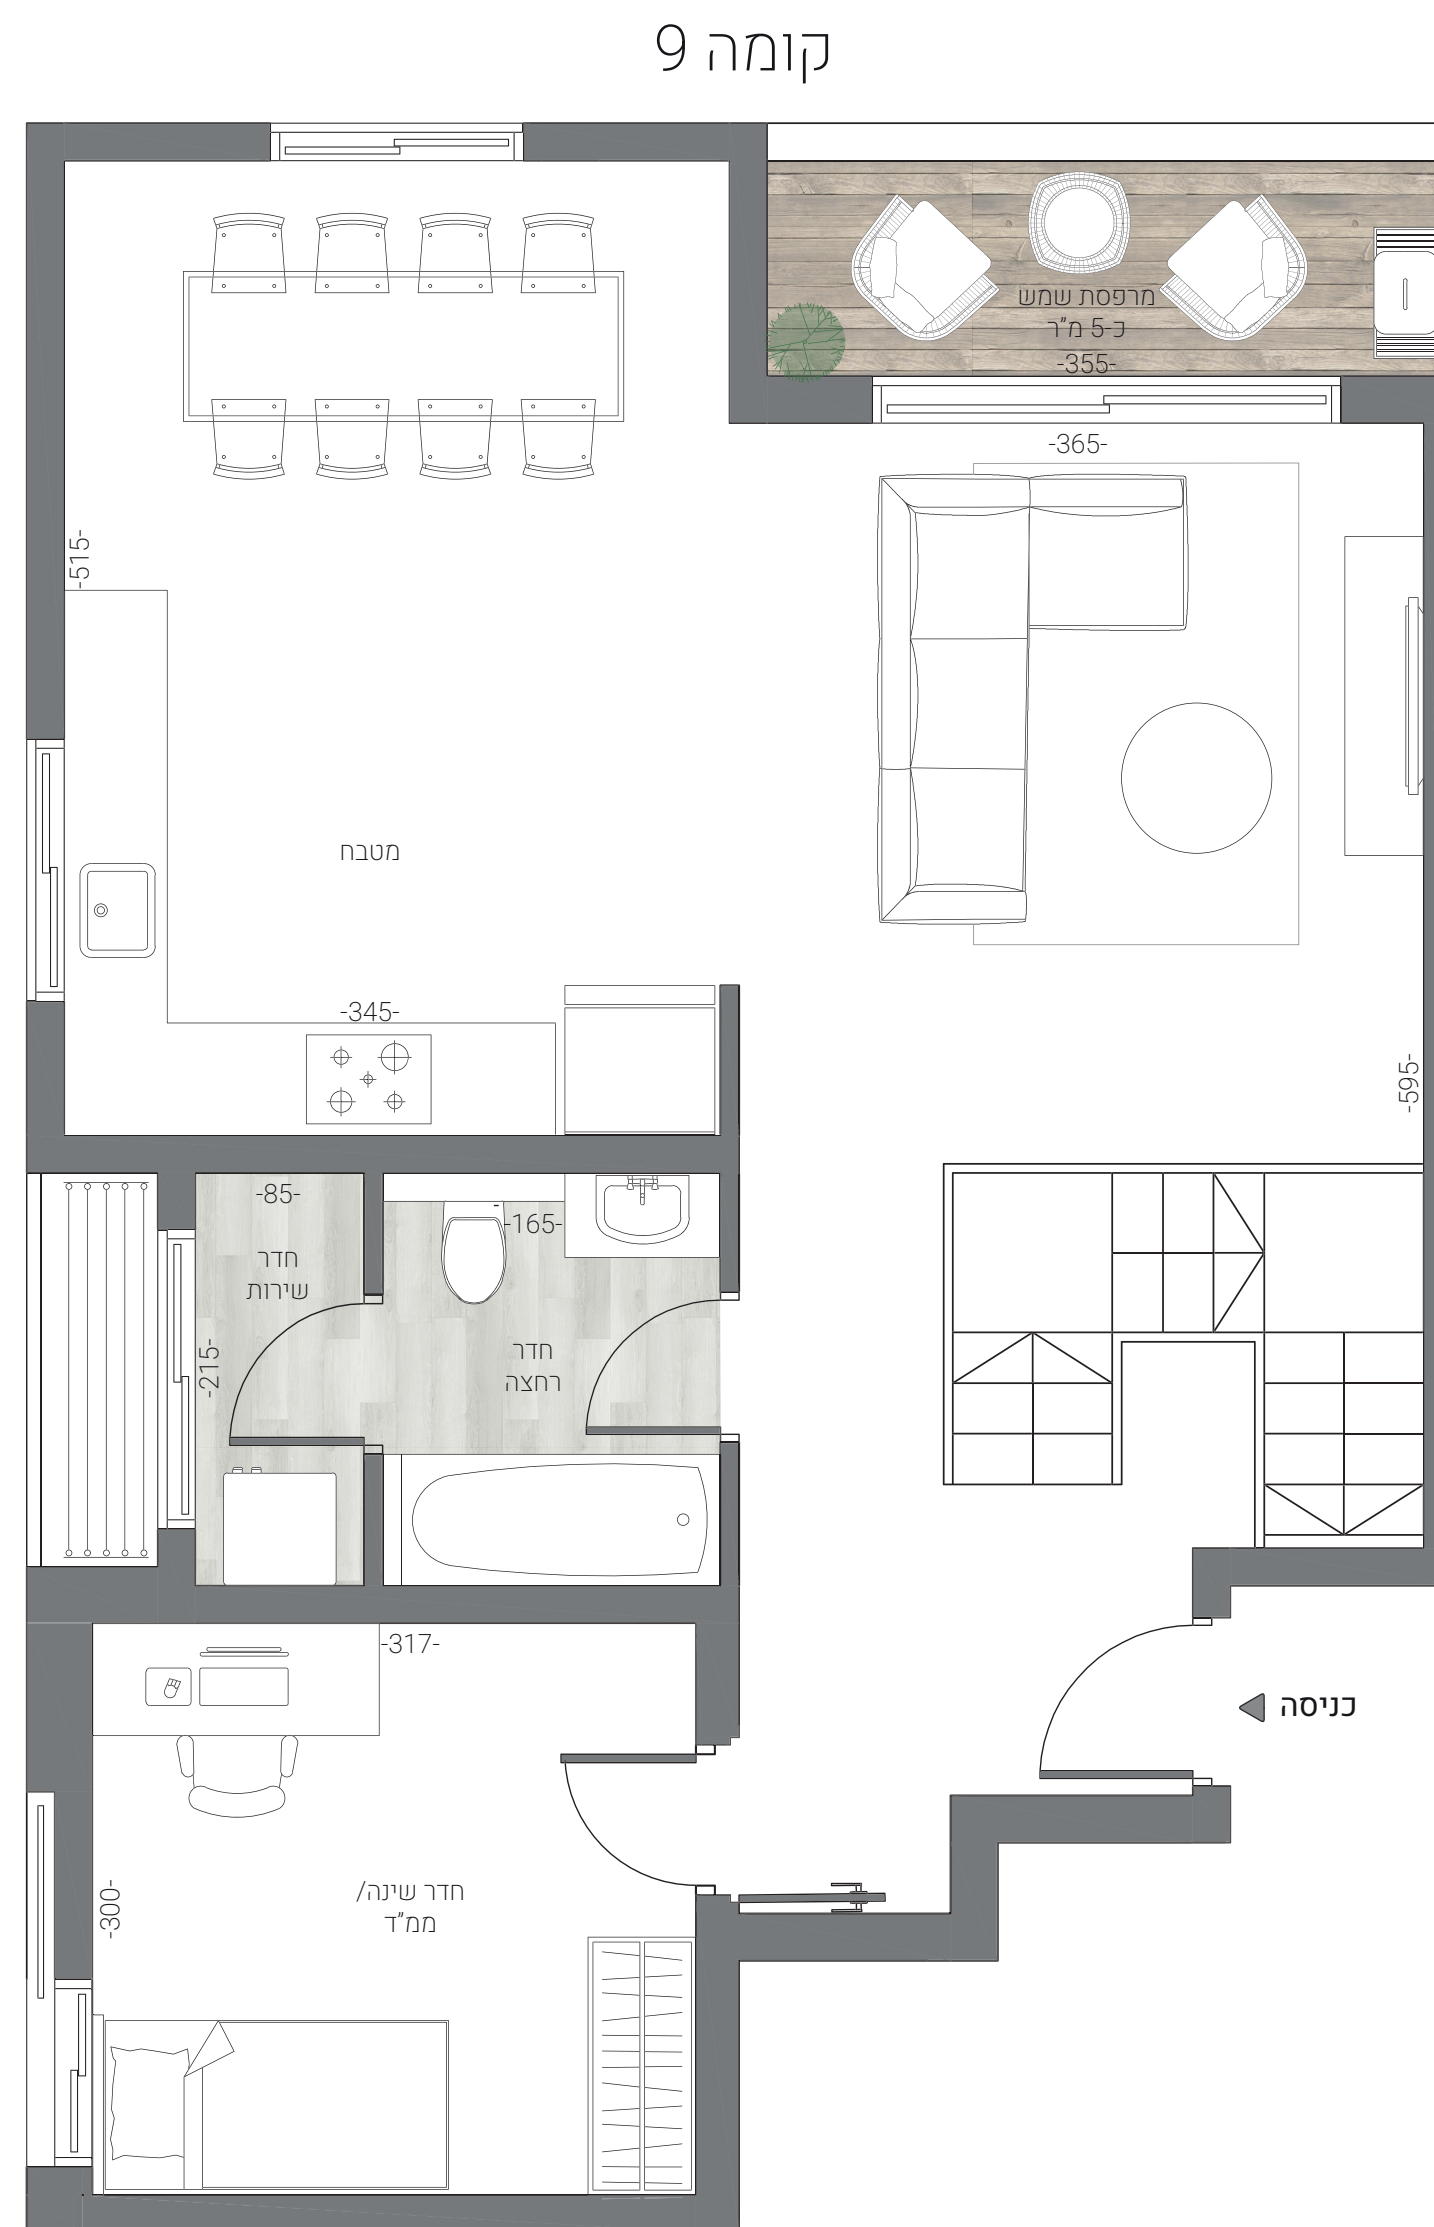 קומה 9
מרפסת שמש
כ-5 מ"ר
-355-
-365-
-515-
מטבח
-345-
-595-
-85-
-165-
חדר
שירות
-215-
חדר
רחצה
-317-
כניסה
-300-
חדר שינה/
ממ"ד